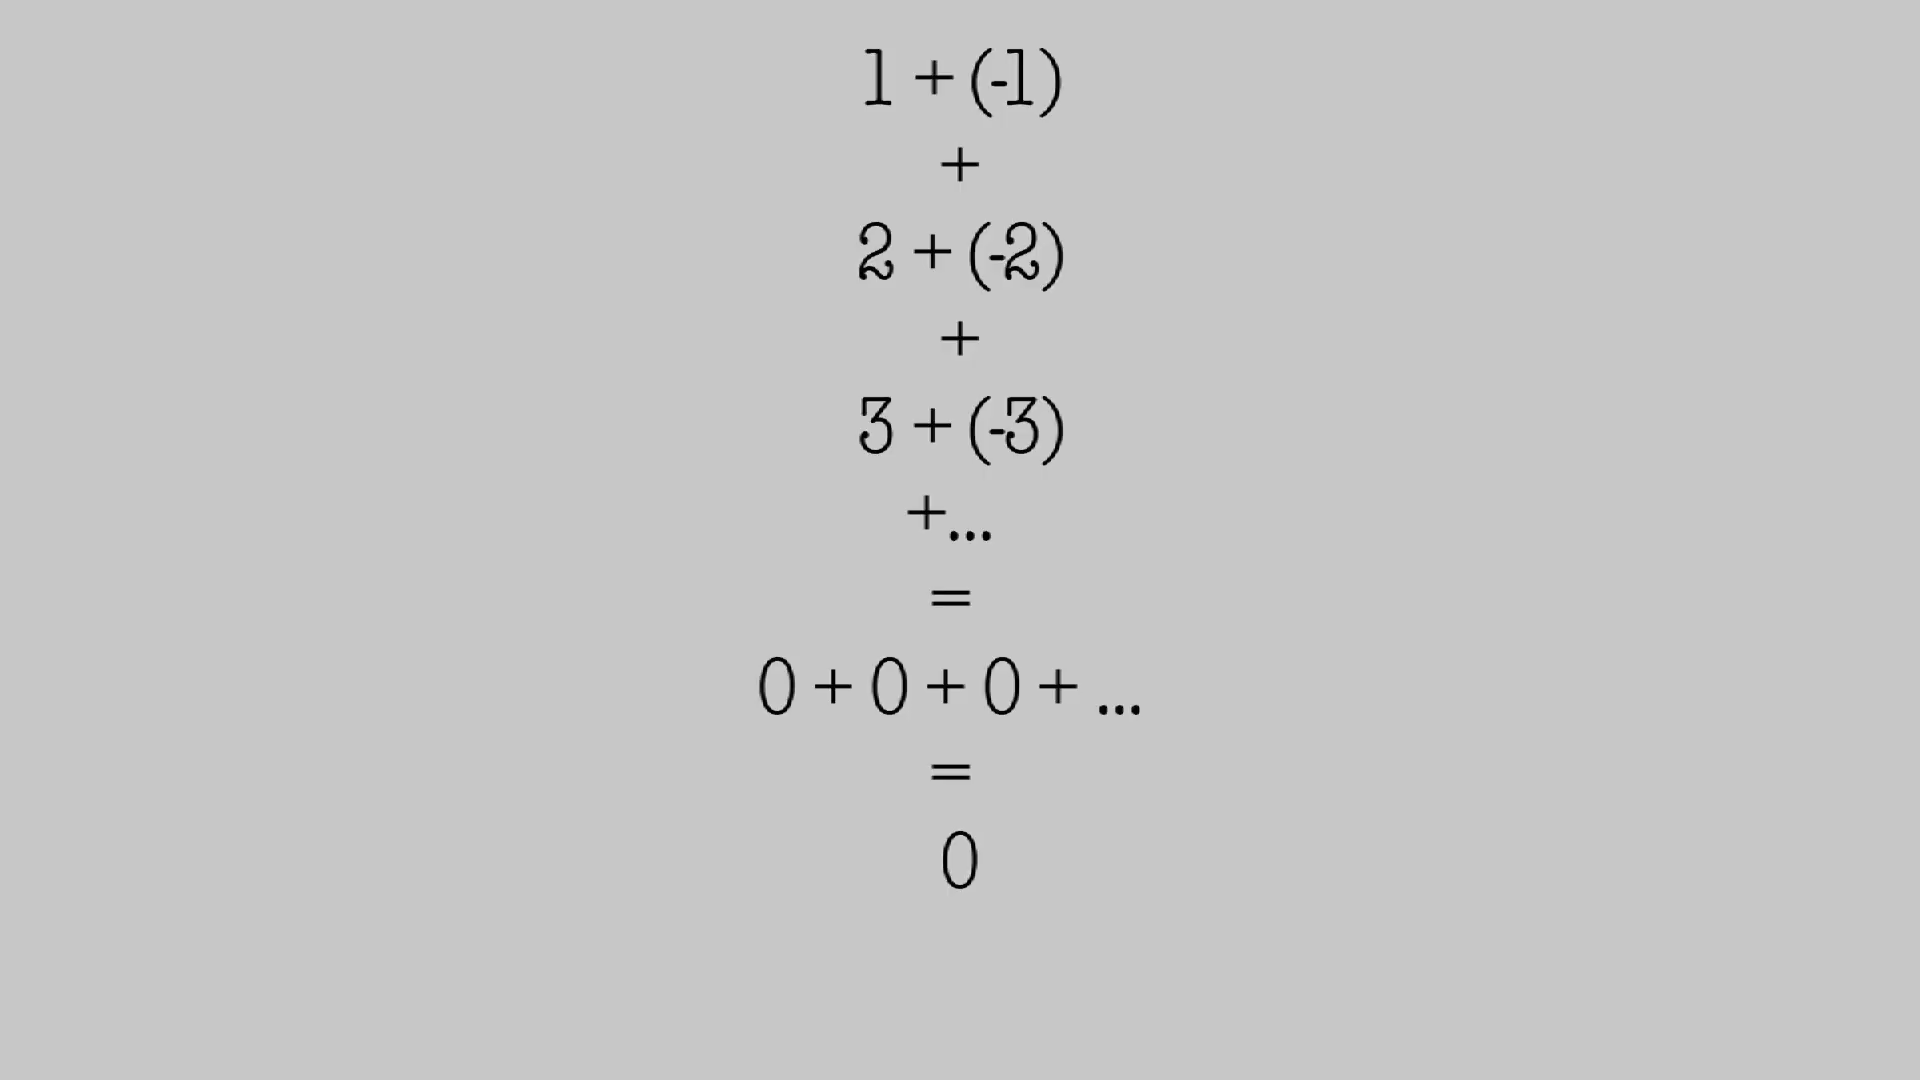 1 + (-1)
+
2 + (-2)
+
3 + (-3)
+...
=
0 + 0 + 0 + ...
=
0